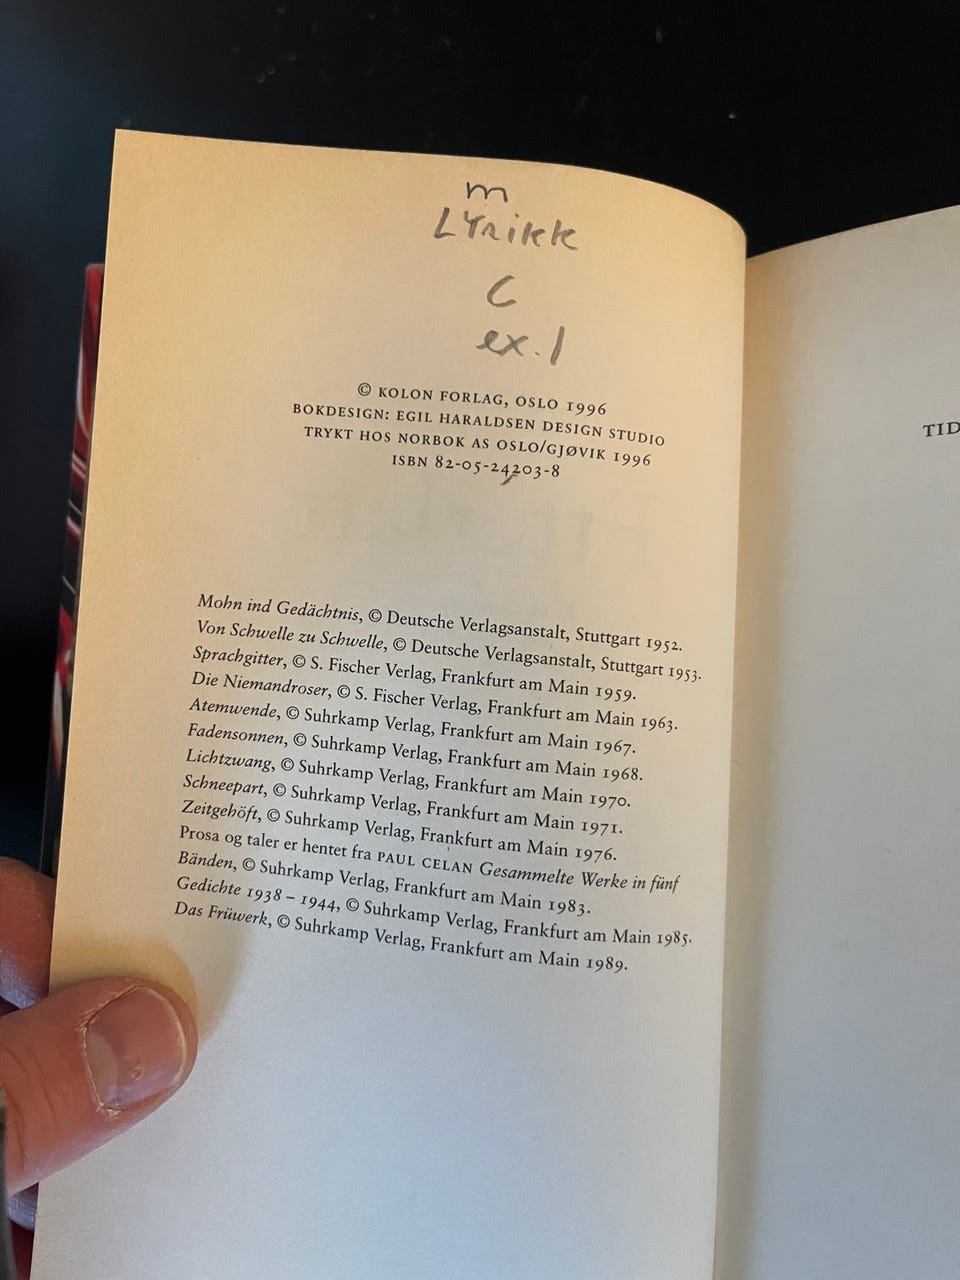 m
Lyrikk
C
ex. 1
© KOLON FORLAG, OSLO 1996
BOKDESIGN: EGIL HARALDSEN DESIGN STUDIO
TRYKT HOS NORBOK AS OSLO/GJØVIK 1996
ISBN 82-05-24203-8
Mohn ind Gedächtnis, © Deutsche Verlagsanstalt, Stuttgart 1952.
Von Schwelle zu Schwelle, © Deutsche Verlagsanstalt, Stuttgart 1953.
Sprachgitter, © S. Fischer Verlag, Frankfurt am Main 1959.
Die Niemandroser, © S. Fischer Verlag, Frankfurt am Main 1963.
Atemwende, © Suhrkamp Verlag, Frankfurt am Main 1967.
Fadensonnen, © Suhrkamp Verlag, Frankfurt am Main 1968.
Lichtzwang, © Suhrkamp Verlag, Frankfurt am Main 1970.
Schneepart, © Suhrkamp Verlag, Frankfurt am Main 1971.
Zeitgehöft, © Suhrkamp Verlag, Frankfurt am Main 1976.
Prosa og taler er hentet fra PAUL CELAN Gesammelte Werke in fünf
Bänden, © Suhrkamp Verlag, Frankfurt am Main 1983.
Gedichte 1938 – 1944, © Suhrkamp Verlag, Frankfurt am Main 1985.
Das Früwerk, © Suhrkamp Verlag, Frankfurt am Main 1989.
TID